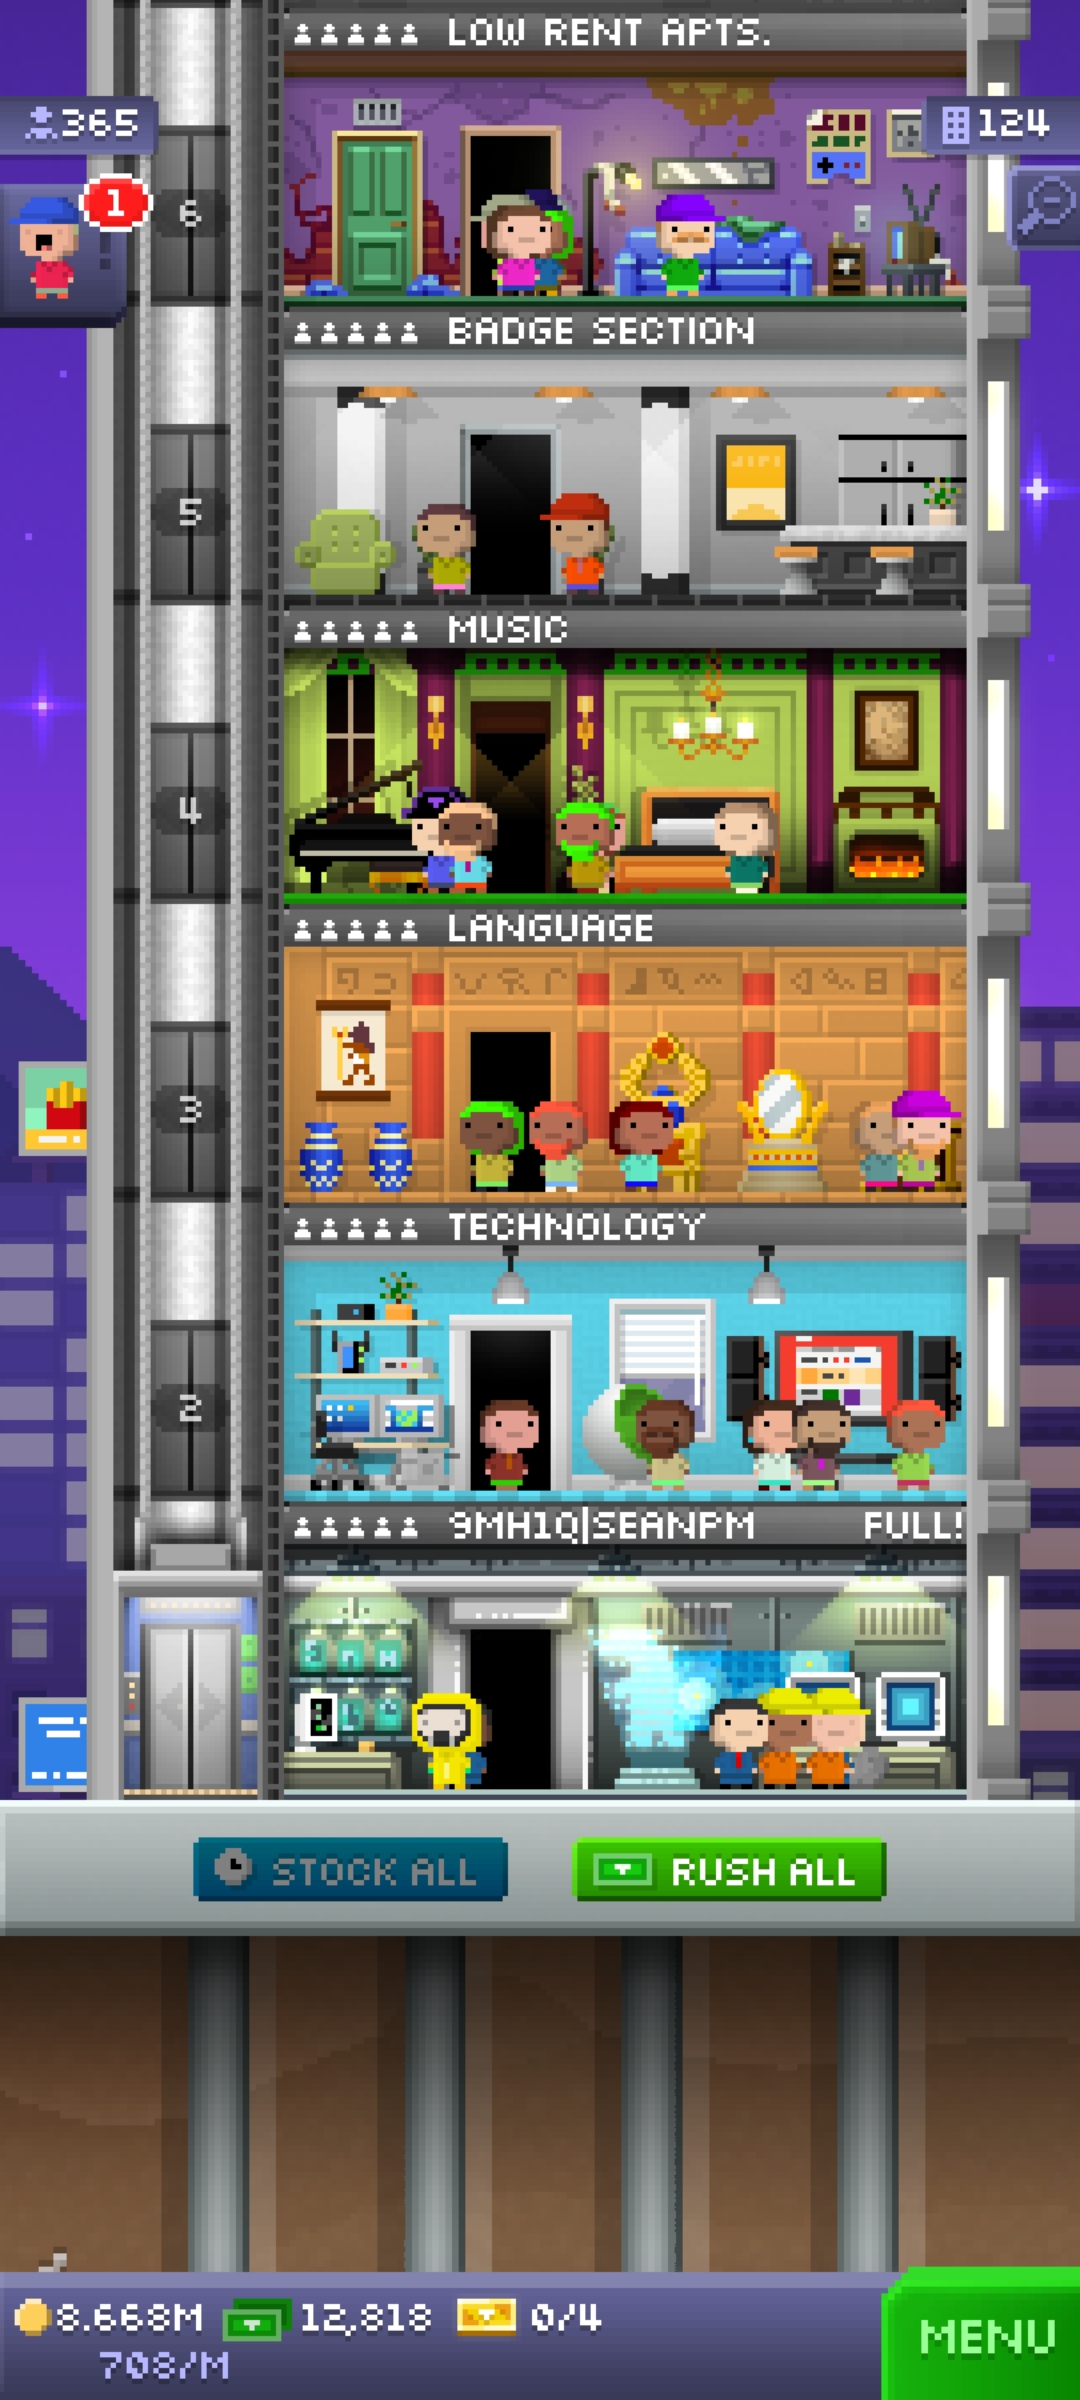 LOW RENT APTS.
365
124
1
6
BADGE SECTION
5
MUSIC
4
LANGUAGE
3
TECHNOLOGY
2
9MH1Q|SEANPM FULL!
STOCK ALL
RUSH ALL
8.668M
12,818
0/4
708/M
MENU